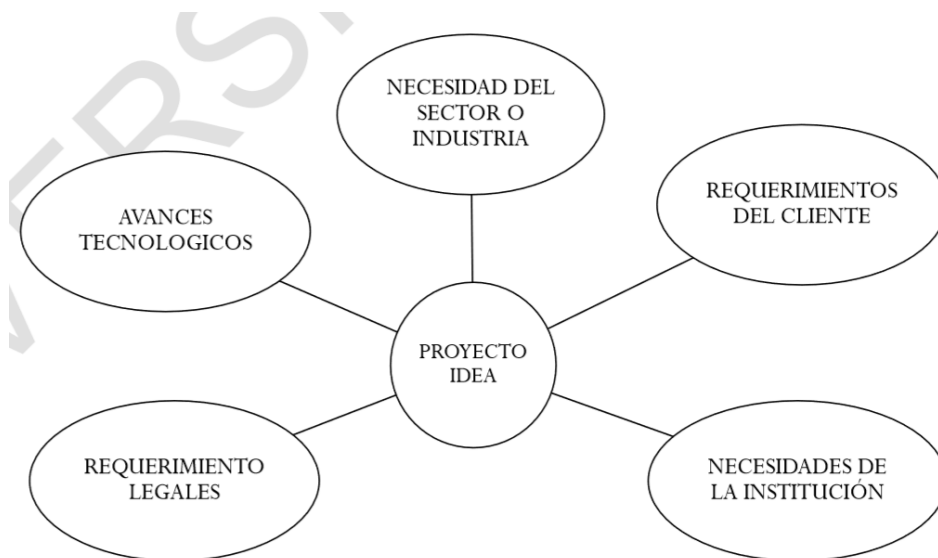 NECESIDAD DEL
SECTOR O
INDUSTRIA
REQUERIMIENTOS
DEL CLIENTE
AVANCES
TECNOLOGICOS
PROYECTO
IDEA
REQUERIMIENTO
LEGALES
NECESIDADES DE
LA INSTITUCIÓN